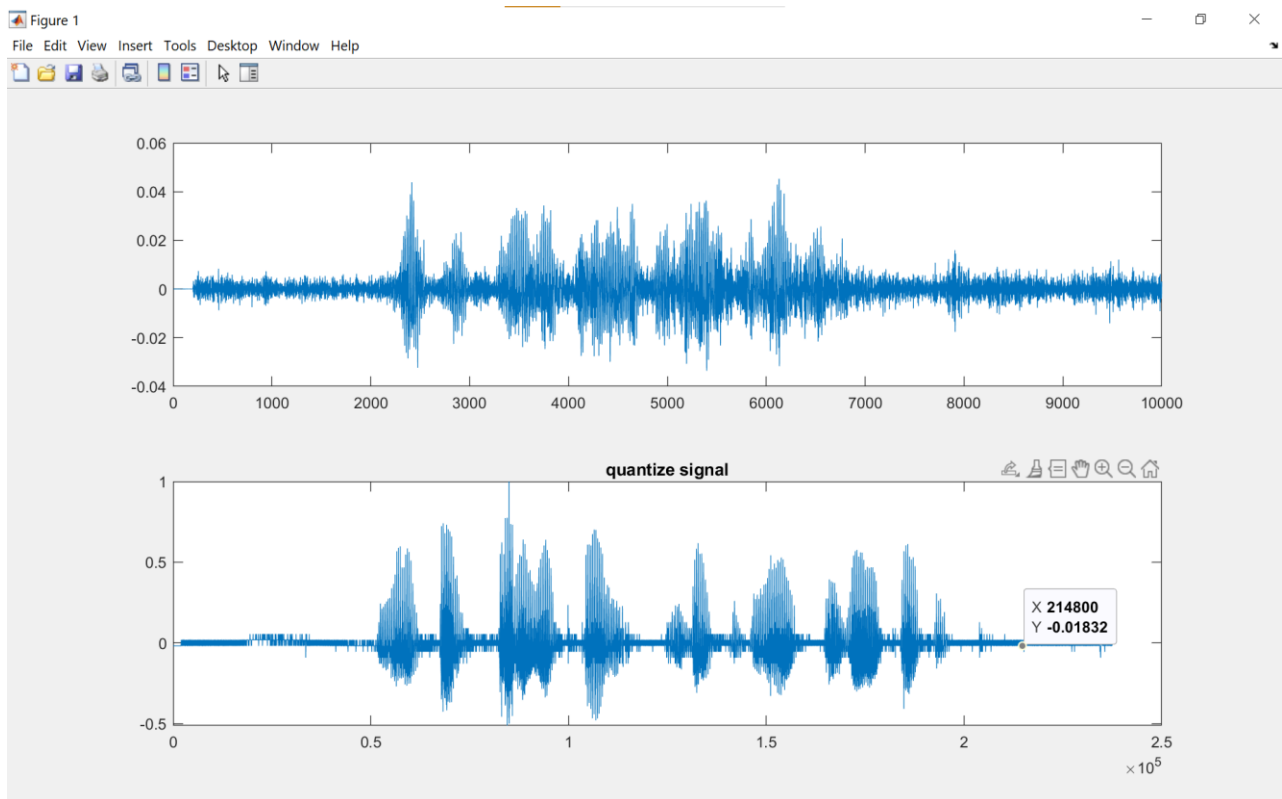 Figure 1
File Edit View Insert Tools Desktop Window Help
0.06
0.04
0.02
0
-0.02
-0.04
0 1000 2000 3000 4000 5000 6000 7000 8000 9000 10000
quantize signal
1
0.5
0
-0.5
X 214800
Y -0.01832
0 0.5 1 1.5 2 2.5
×10⁵